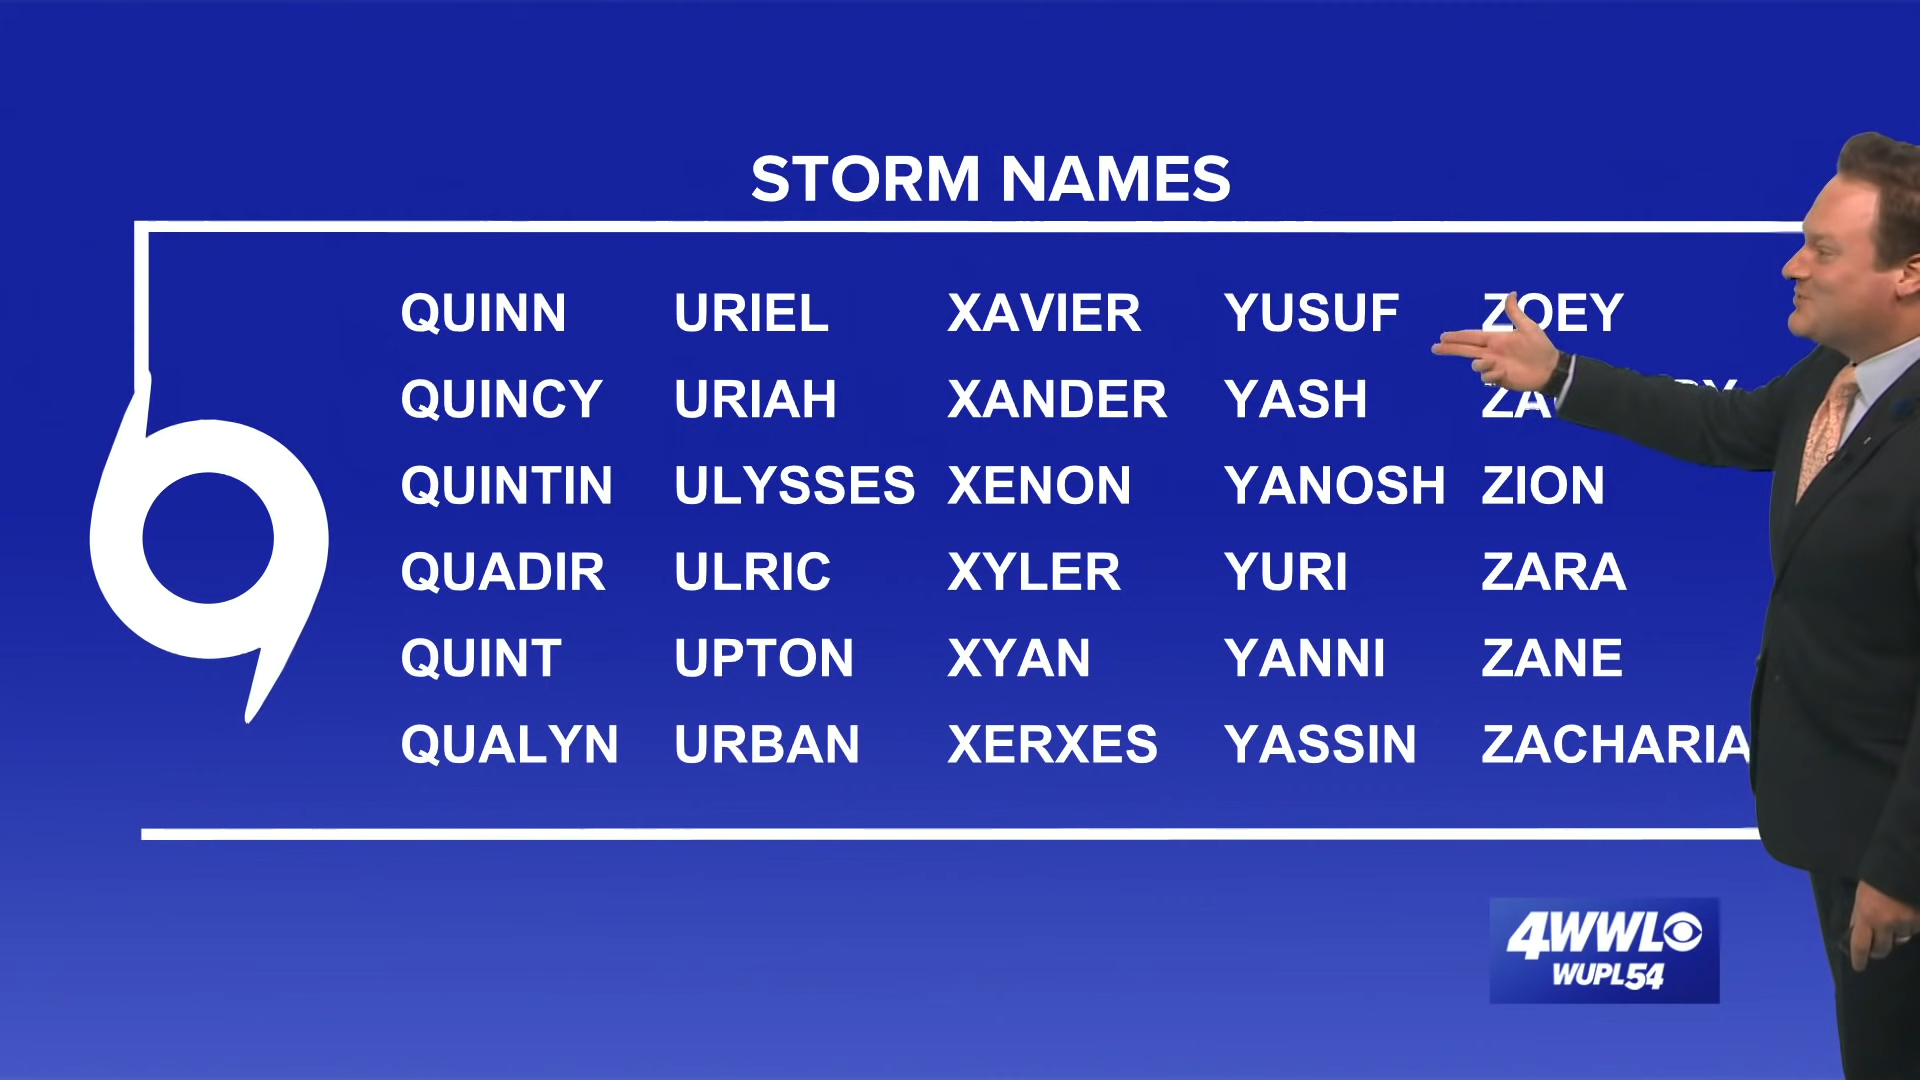 STORM NAMES
QUINN URIEL XAVIER YUSUF ZOEY
QUINCY URIAH XANDER YASH
QUINTIN ULYSSES XENON YANOSH ZION
QUADIR ULRIC XYLER YURI ZARA
QUINT UPTON XYAN YANNI ZANE
QUALYN URBAN XERXES YASSIN ZACHARIA
4WWL
WUPL54